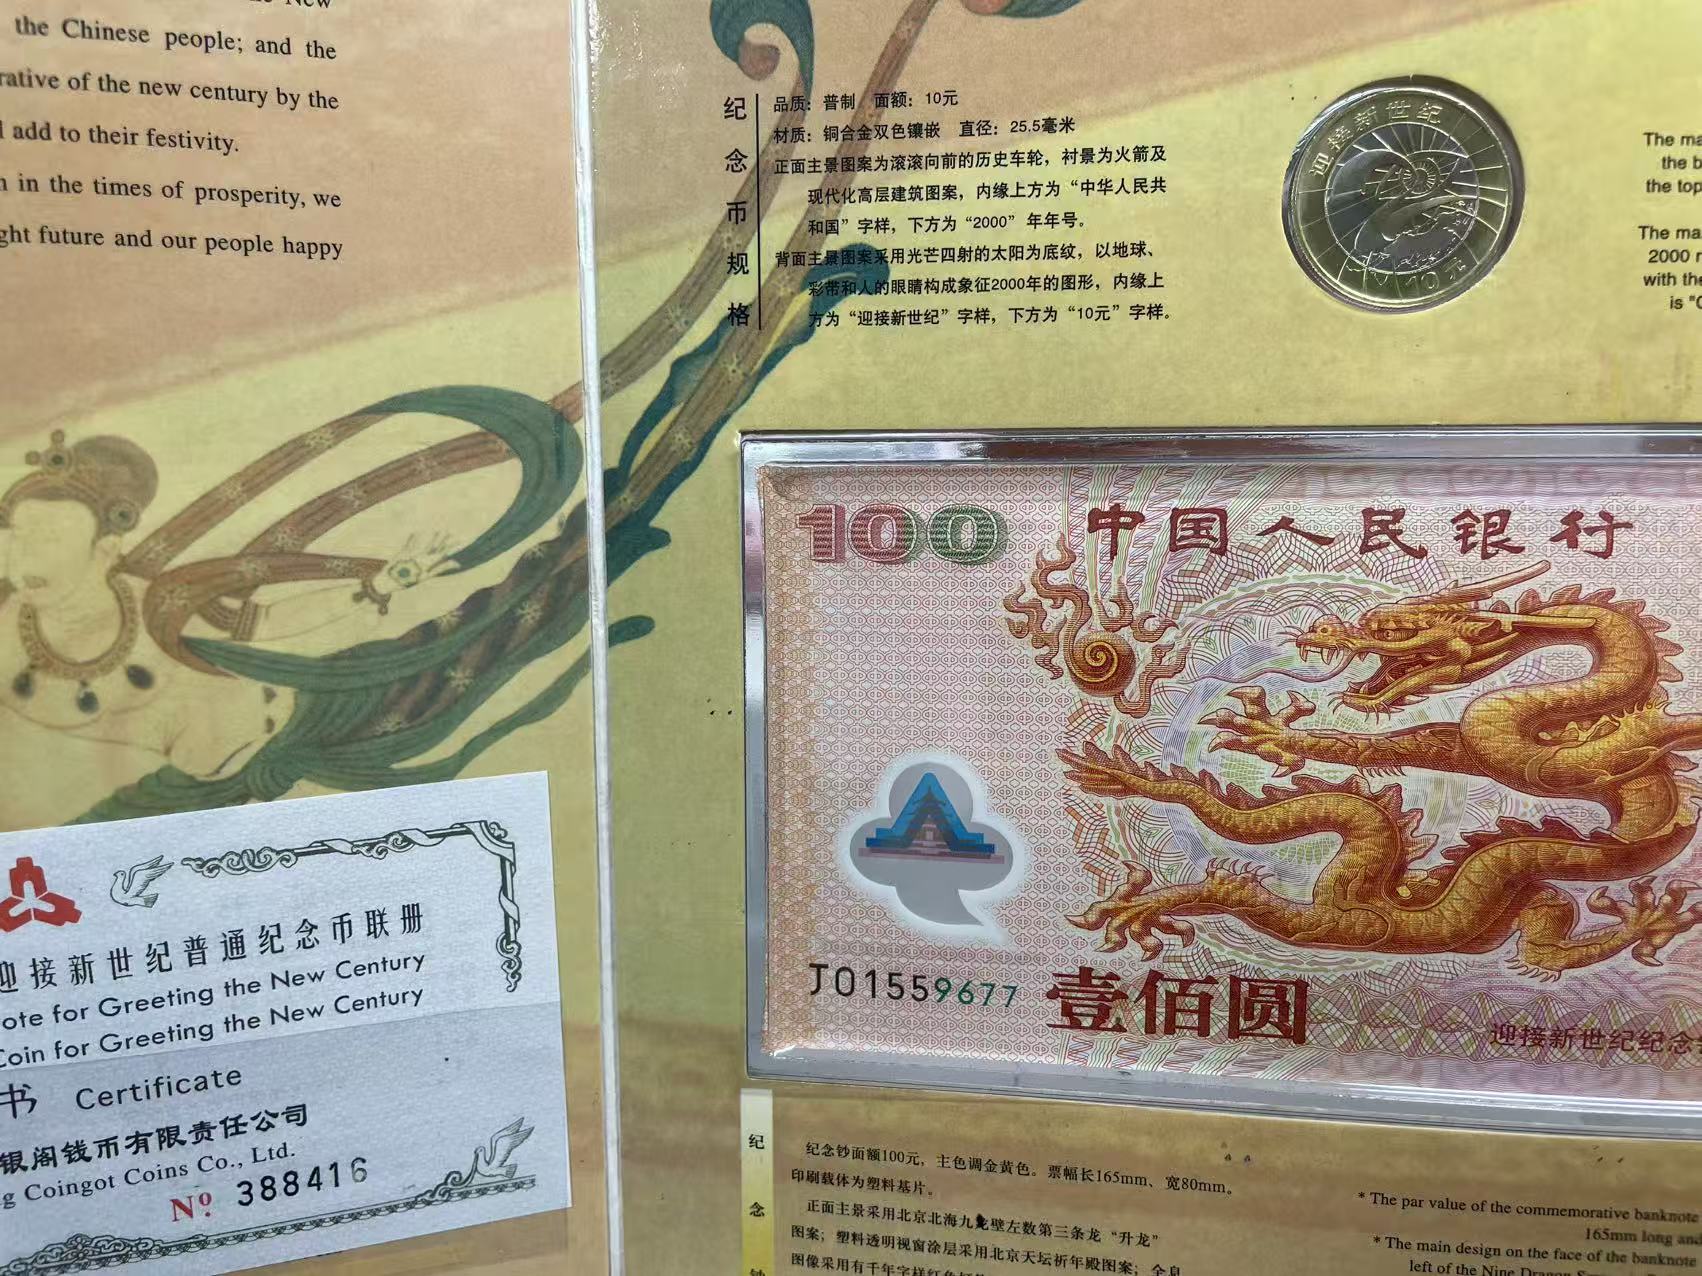 the Chinese people; and the
of the new century by the
add to their festivity.
in in the times of prosperity, we
future and our people happy
纪念币规格
品质：普制 面额：10元
材质：铜合金双色镶嵌 直径：25.5毫米
正面主景图案为滚滚向前的历史车轮，衬景为火箭及
现代化高层建筑图案，内缘上方为“中华人民共
和国”字样，下方为“2000”年年号。
背面主景图案采用光芒四射的太阳为底纹，以地球、
彩带和人的眼睛构成象征2000年的图形，内缘上
方为“迎接新世纪”字样，下方为“10元”字样。
迎接新世纪
10元
The
the
the top
The
2000
with the
is
100
中国人民银行
J01559677
壹佰圆
迎接新世纪纪念
迎接新世纪普通纪念币联册
for Greeting the New Century
Coin for Greeting the New Century
书 Certificate
银阁钱币有限责任公司
Coingot Coins Co., Ltd.
Nº 388416
纪念钞
纪念钞面额100元，主色调金黄色。票幅长165mm、宽80mm。
印刷载体为塑料基片。
正面主景采用北京北海九龙壁左数第三条龙“升龙”
图案；塑料透明视窗涂层采用北京天坛祈年殿图案；全息
图像采用有千年字样
* The par value of the commemorative banknote
165mm long and
* The main design on the face of the banknote
left of the Nine Dragon